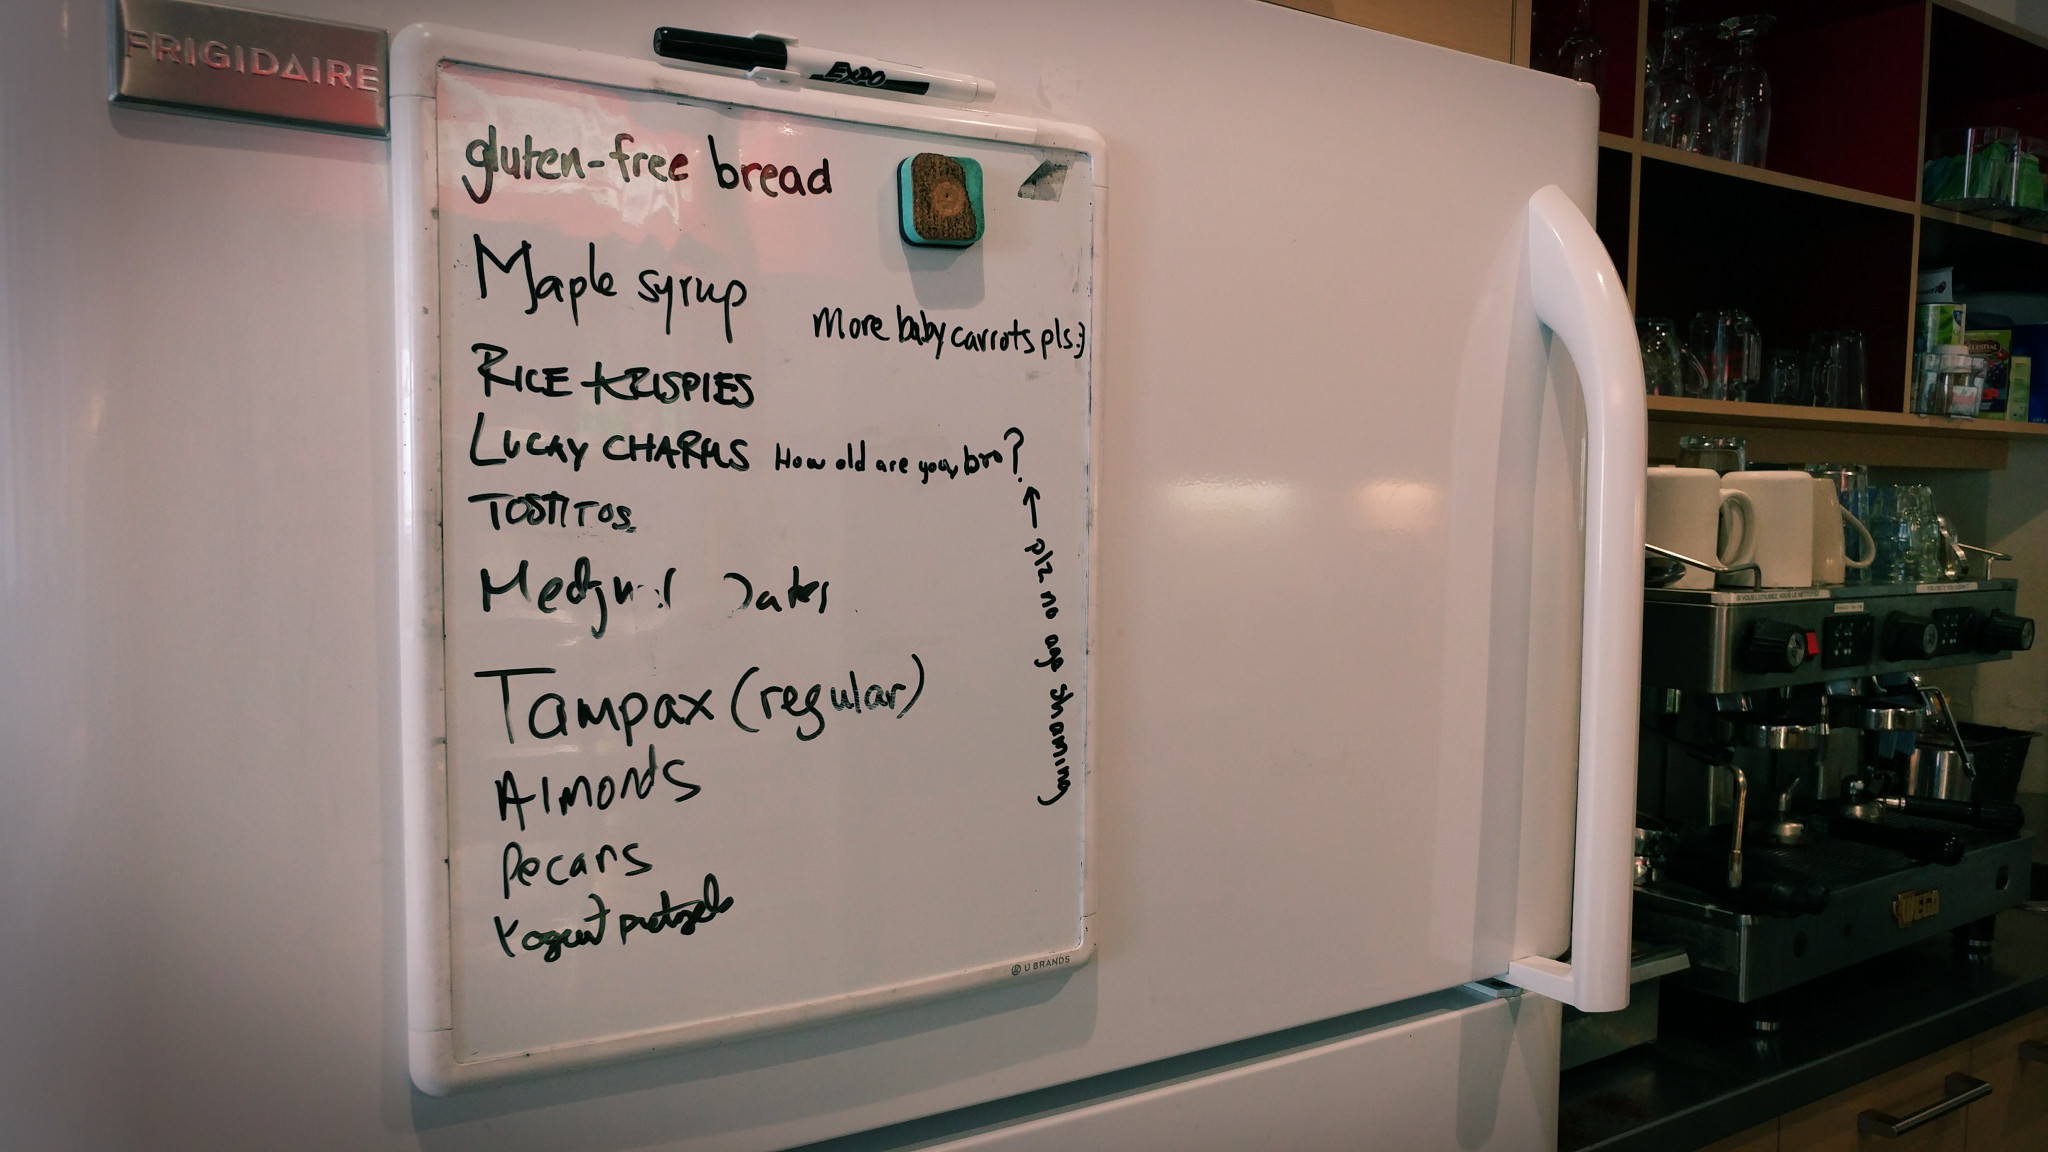 FRIGIDAIRE
EXPO
gluten-free bread
Maple syrup
More baby carrots pls :)
RICE KRISPIES
LUCKY CHARMS How old are you, bro?
← plz no age shaming
TOSTITOS
Medjool Dates
Tampax (regular)
Almonds
Pecans
Yogurt pretzels
U BRANDS